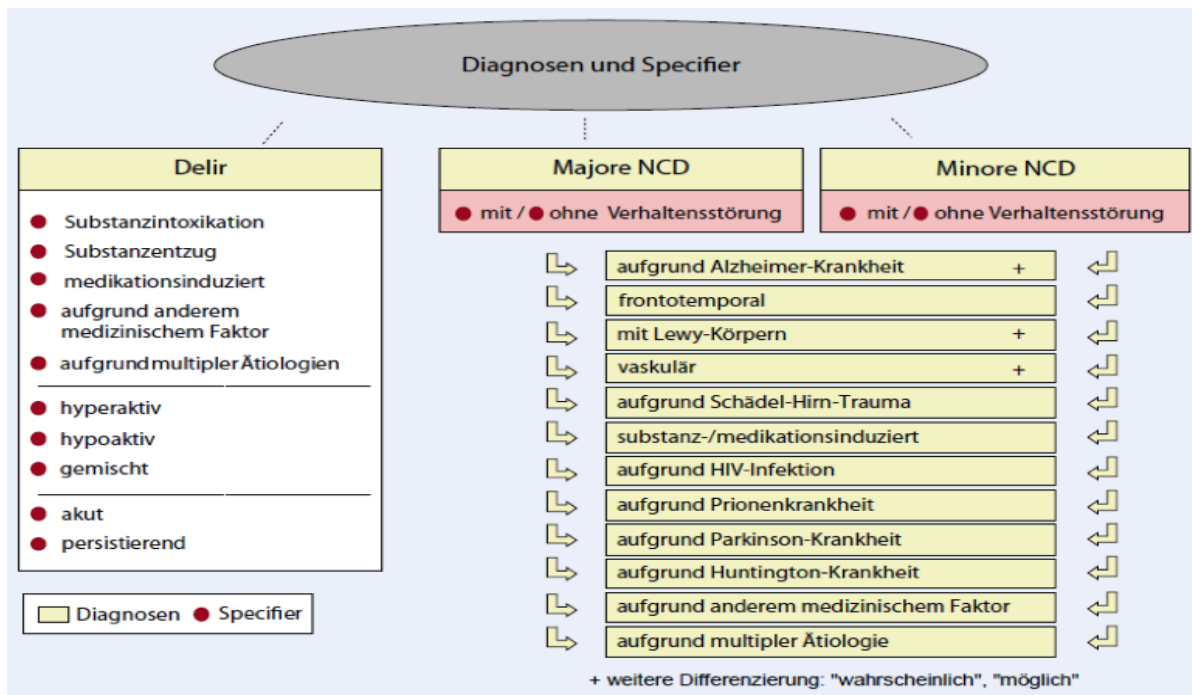 Diagnosen und Specifier
Delir
Substanzintoxikation
Substanzentzug
medikationsinduziert
aufgrund anderem
medizinischem Faktor
aufgrund multipler Ätiologien
hyperaktiv
hypoaktiv
gemischt
akut
persistierend
Diagnosen Specifier
Majore NCD
mit / ohne Verhaltensstörung
Minore NCD
mit / ohne Verhaltensstörung
aufgrund Alzheimer-Krankheit +
frontotemporal
mit Lewy-Körpern +
vaskulär +
aufgrund Schädel-Hirn-Trauma
substanz-/medikationsinduziert
aufgrund HIV-Infektion
aufgrund Prionenkrankheit
aufgrund Parkinson-Krankheit
aufgrund Huntington-Krankheit
aufgrund anderem medizinischem Faktor
aufgrund multipler Ätiologie
+ weitere Differenzierung: "wahrscheinlich", "möglich"